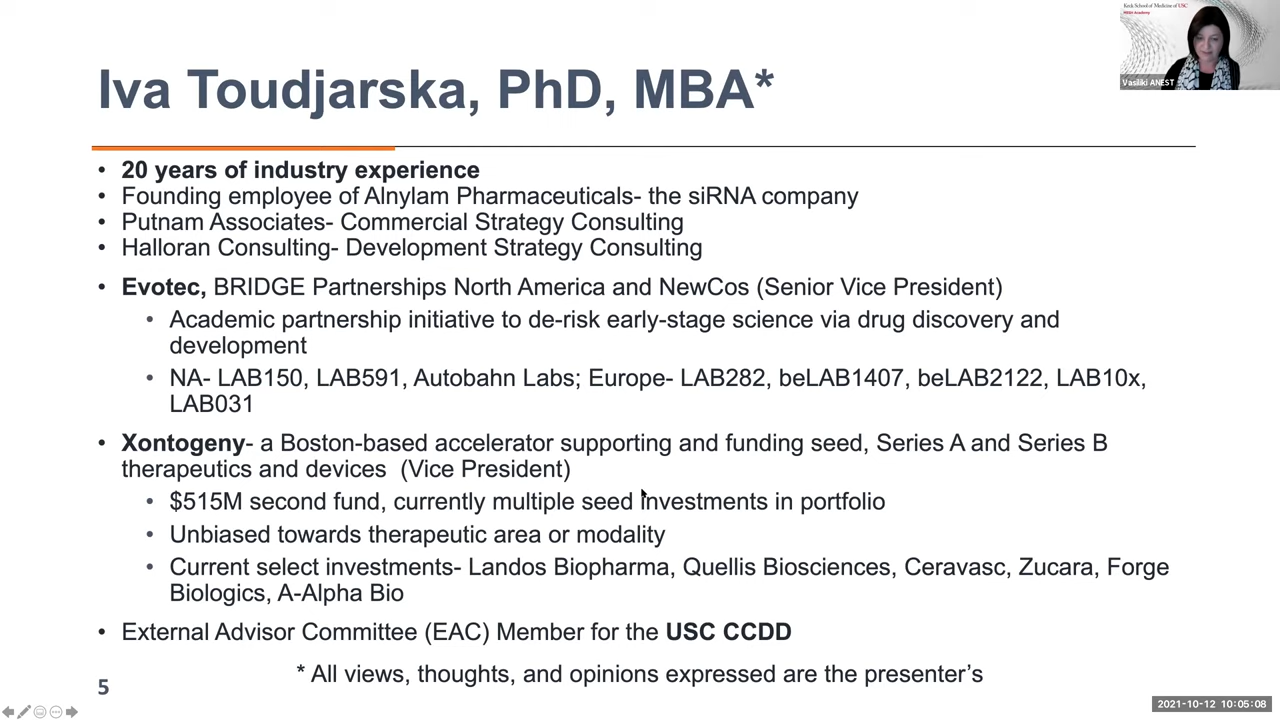 Keck School of Medicine of USC
Vasiliki ANEST
Iva Toudjarska, PhD, MBA*
• 20 years of industry experience
• Founding employee of Alnylam Pharmaceuticals- the siRNA company
• Putnam Associates- Commercial Strategy Consulting
• Halloran Consulting- Development Strategy Consulting
• Evotec, BRIDGE Partnerships North America and NewCos (Senior Vice President)
• Academic partnership initiative to de-risk early-stage science via drug discovery and
development
• NA- LAB150, LAB591, Autobahn Labs; Europe- LAB282, beLAB1407, beLAB2122, LAB10x,
LAB031
• Xontogeny- a Boston-based accelerator supporting and funding seed, Series A and Series B
therapeutics and devices (Vice President)
• $515M second fund, currently multiple seed investments in portfolio
• Unbiased towards therapeutic area or modality
• Current select investments- Landos Biopharma, Quellis Biosciences, Ceravasc, Zucara, Forge
Biologics, A-Alpha Bio
• External Advisor Committee (EAC) Member for the USC CCDD
* All views, thoughts, and opinions expressed are the presenter's
5
2021-10-12 10:05:08